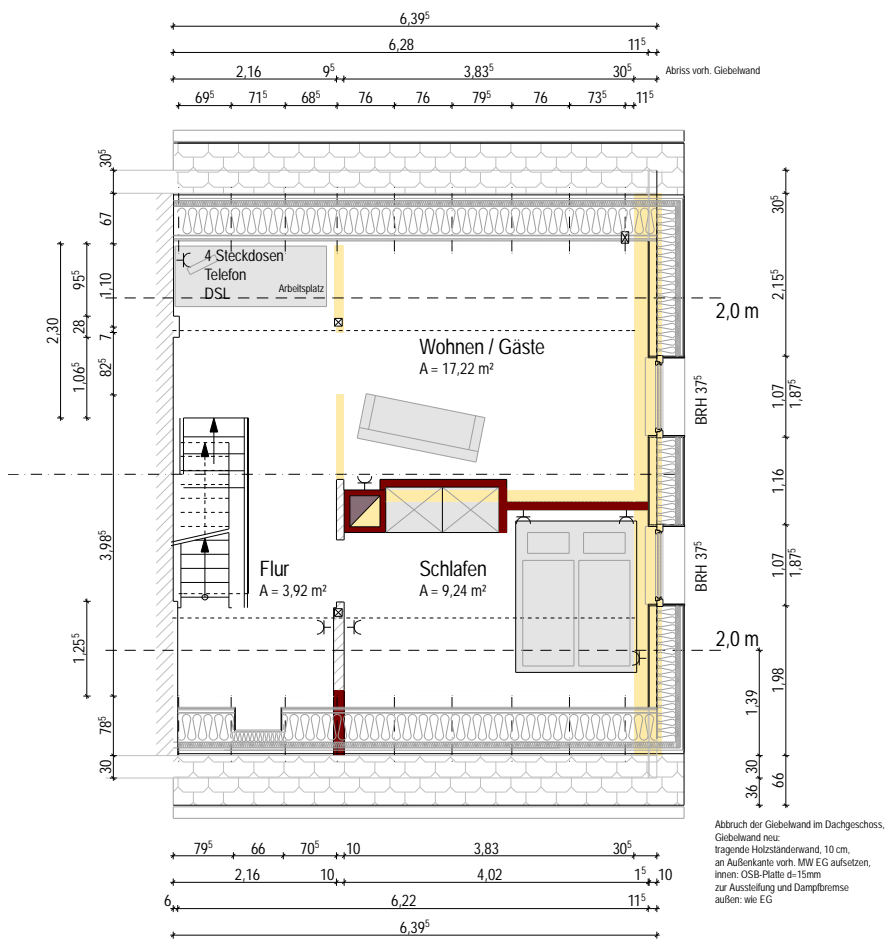 6,39⁵
6,28
11⁵
2,16
9⁵
3,83⁵
30⁵
Abriss vorh. Giebelwand
69⁵
71⁵
68⁵
76
76
79⁵
76
73⁵
11⁵
30⁵
67
95⁵
1,10
2,30
28
7
1,06⁵
82⁵
3,98⁵
1,25⁵
78⁵
30
4 Steckdosen
Telefon
DSL
Arbeitsplatz
Wohnen / Gäste
A = 17,22 m²
Flur
A = 3,92 m²
Schlafen
A = 9,24 m²
2,0 m
BRH 37⁵
BRH 37⁵
2,0 m
30⁵
2,15⁵
1,07
1,87⁵
1,16
1,07
1,87⁵
1,98
1,39
30
36
66
79⁵
66
70⁵
10
3,83
30⁵
2,16
10
4,02
1⁵
10
6
6,22
11⁵
6,39⁵
Abbruch der Giebelwand im Dachgeschoss,
Giebelwand neu:
tragende Holzständerwand, 10 cm,
an Außenkante vorh. MW EG aufsetzen,
innen: OSB-Platte d=15mm
zur Aussteifung und Dampfbremse
außen: wie EG